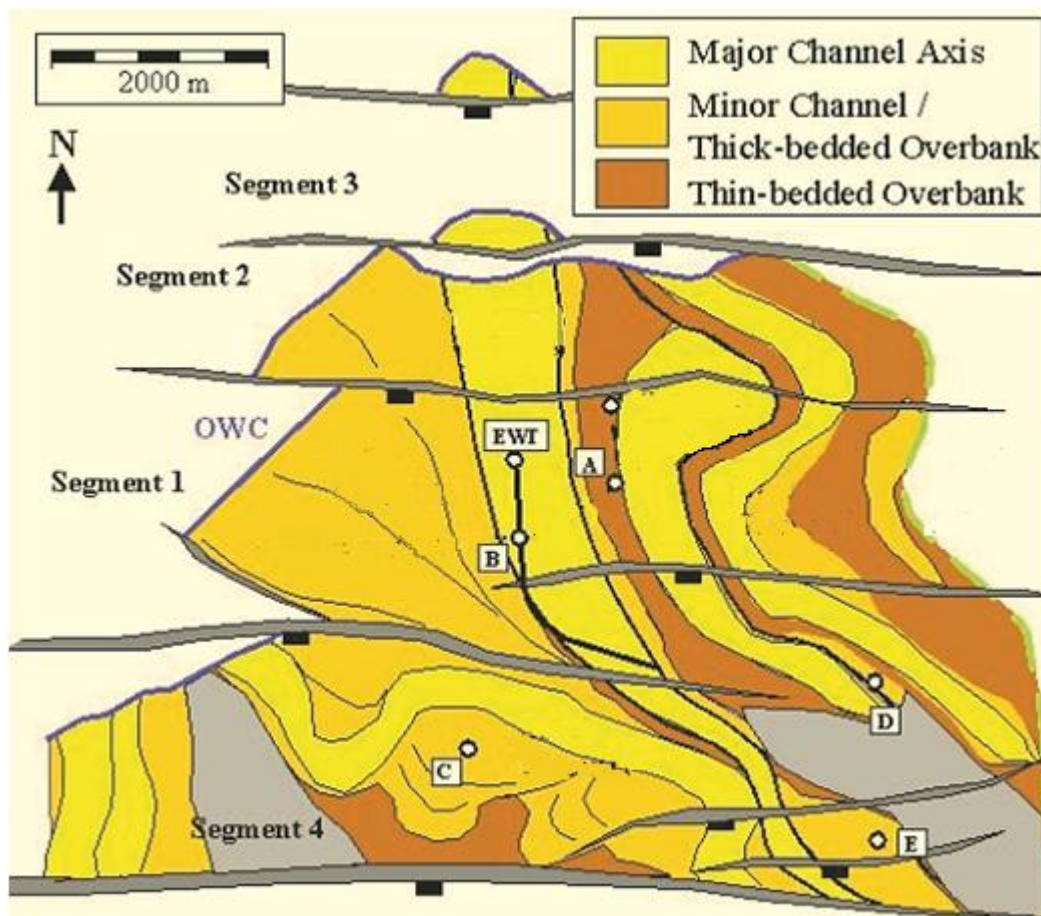 2000 m
Major Channel Axis
Minor Channel /
Thick-bedded Overbank
Thin-bedded Overbank
N
Segment 3
Segment 2
OWC
EWT
A
Segment 1
B
D
C
Segment 4
E